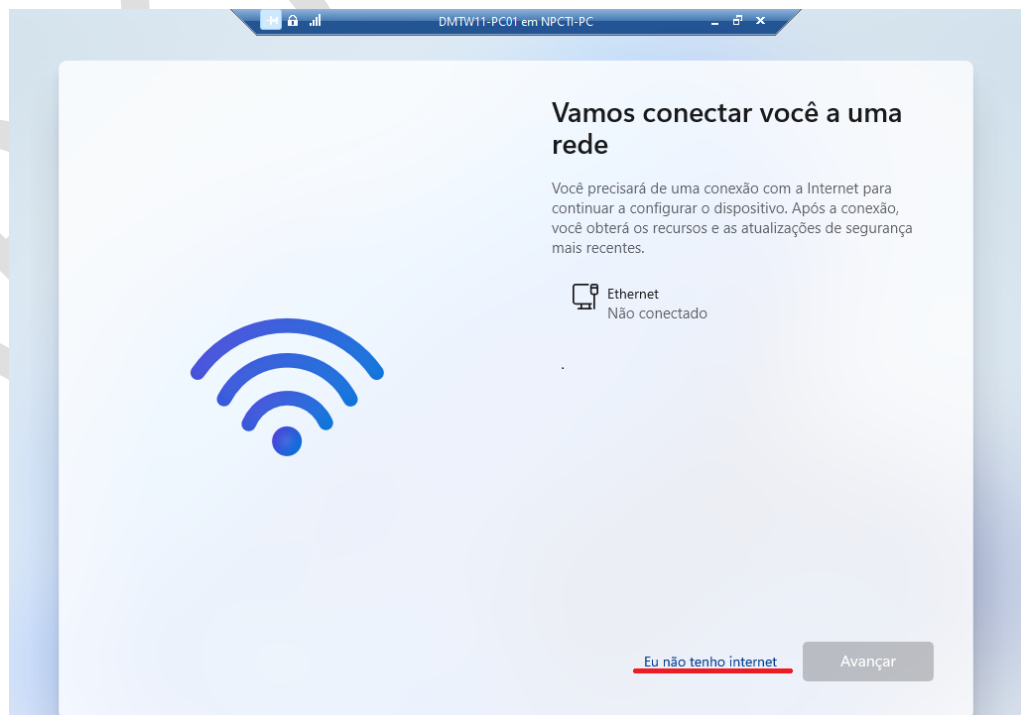 DMTW11-PC01 em NPCTI-PC
Vamos conectar você a uma
rede
Você precisará de uma conexão com a Internet para
continuar a configurar o dispositivo. Após a conexão,
você obterá os recursos e as atualizações de segurança
mais recentes.
Ethernet
Não conectado
.
Eu não tenho internet
Avançar